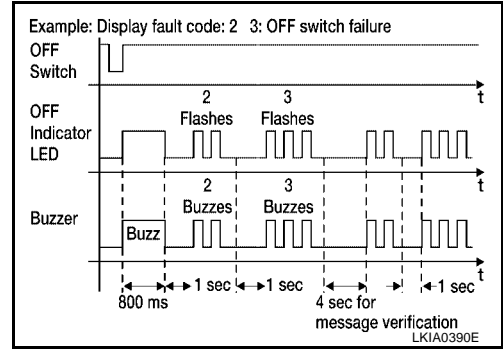 Example: Display fault code: 2 3: OFF switch failure
OFF
Switch
t
2
Flashes
3
Flashes
OFF
Indicator
LED
t
2
Buzzes
3
Buzzes
Buzzer
Buzz
t
800 ms
1 sec
1 sec
4 sec for
message verification
1 sec
LKIA0390E